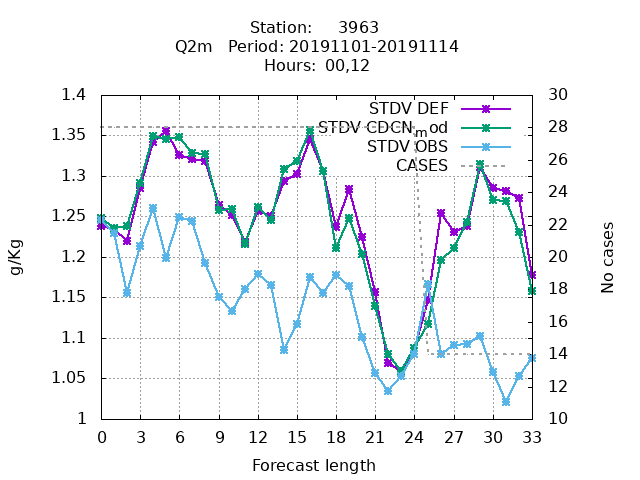 Station: 3963
Q2m Period: 20191101-20191114
Hours: 00,12
1.4
1.35
1.3
1.25
1.2
1.15
1.1
1.05
1
g/Kg
STDV DEF
STDV CDCN_mod
STDV OBS
CASES
30
28
26
24
22
20
18
16
14
12
10
No cases
0 3 6 9 12 15 18 21 24 27 30 33
Forecast length